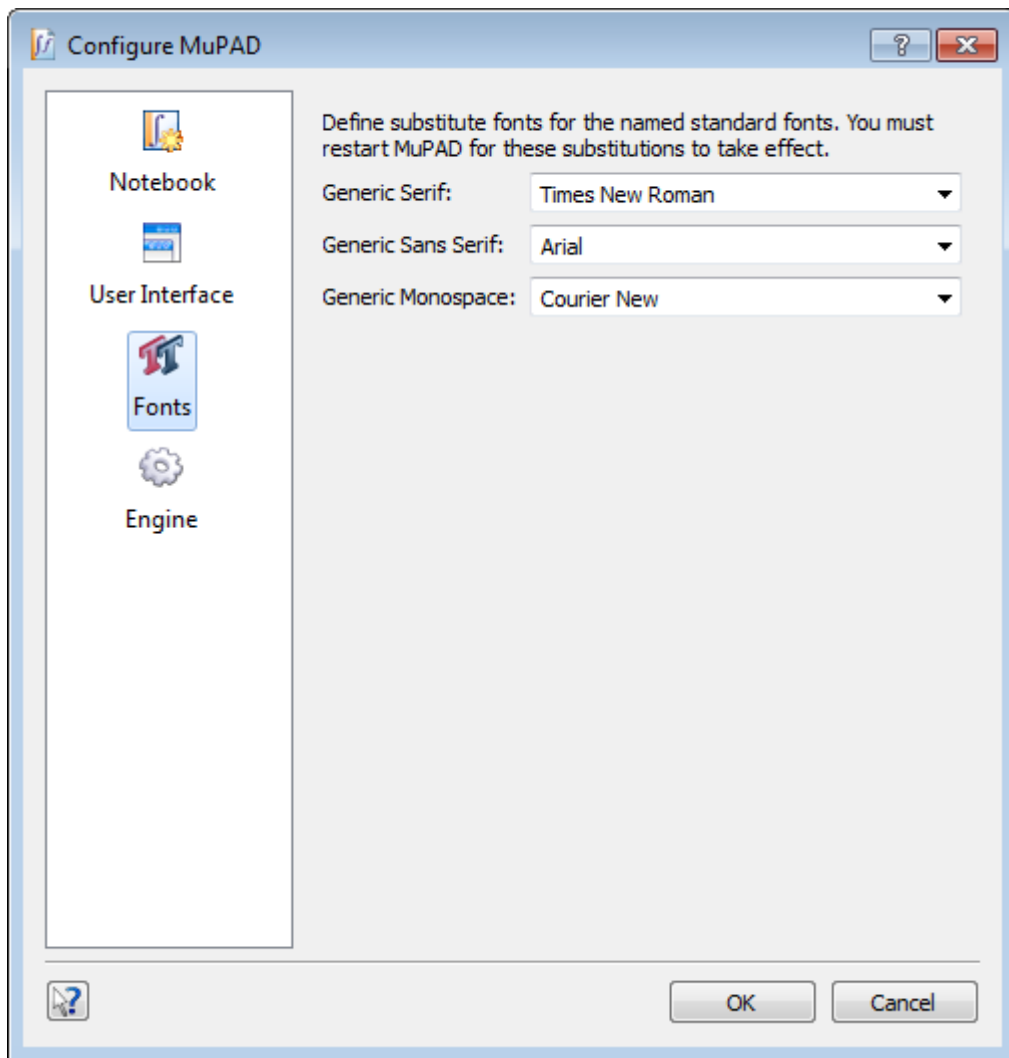 Configure MuPAD
Notebook
User Interface
Fonts
Engine
Define substitute fonts for the named standard fonts. You must
restart MuPAD for these substitutions to take effect.
Generic Serif: Times New Roman
Generic Sans Serif: Arial
Generic Monospace: Courier New
OK Cancel